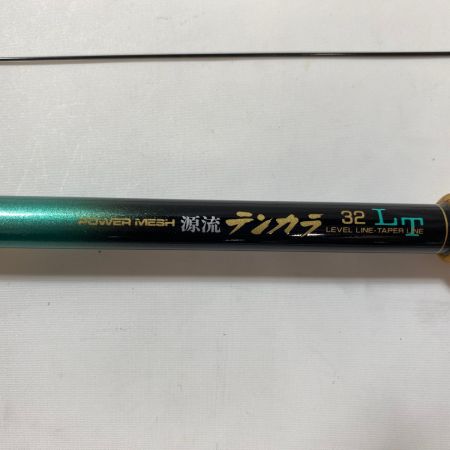 POWER MESH 源流 テンカラ 32 LT
LEVEL LINE-TAPER LINE